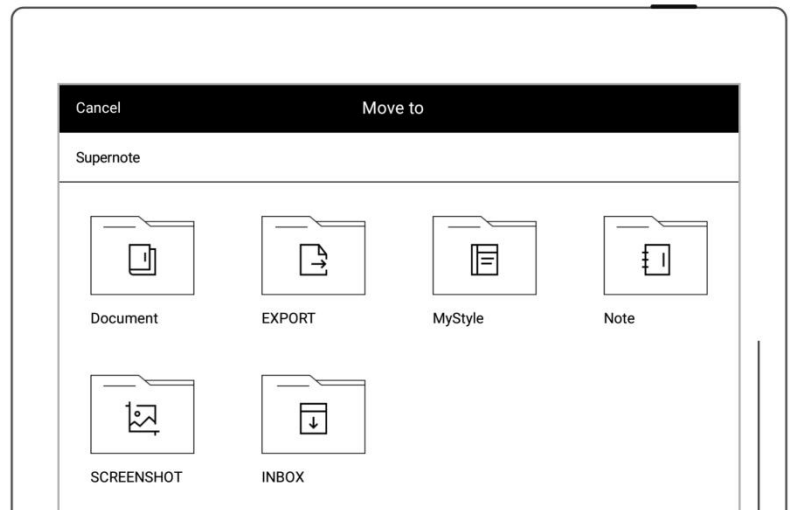 Cancel
Move to
Supernote
Document
EXPORT
MyStyle
Note
SCREENSHOT
INBOX